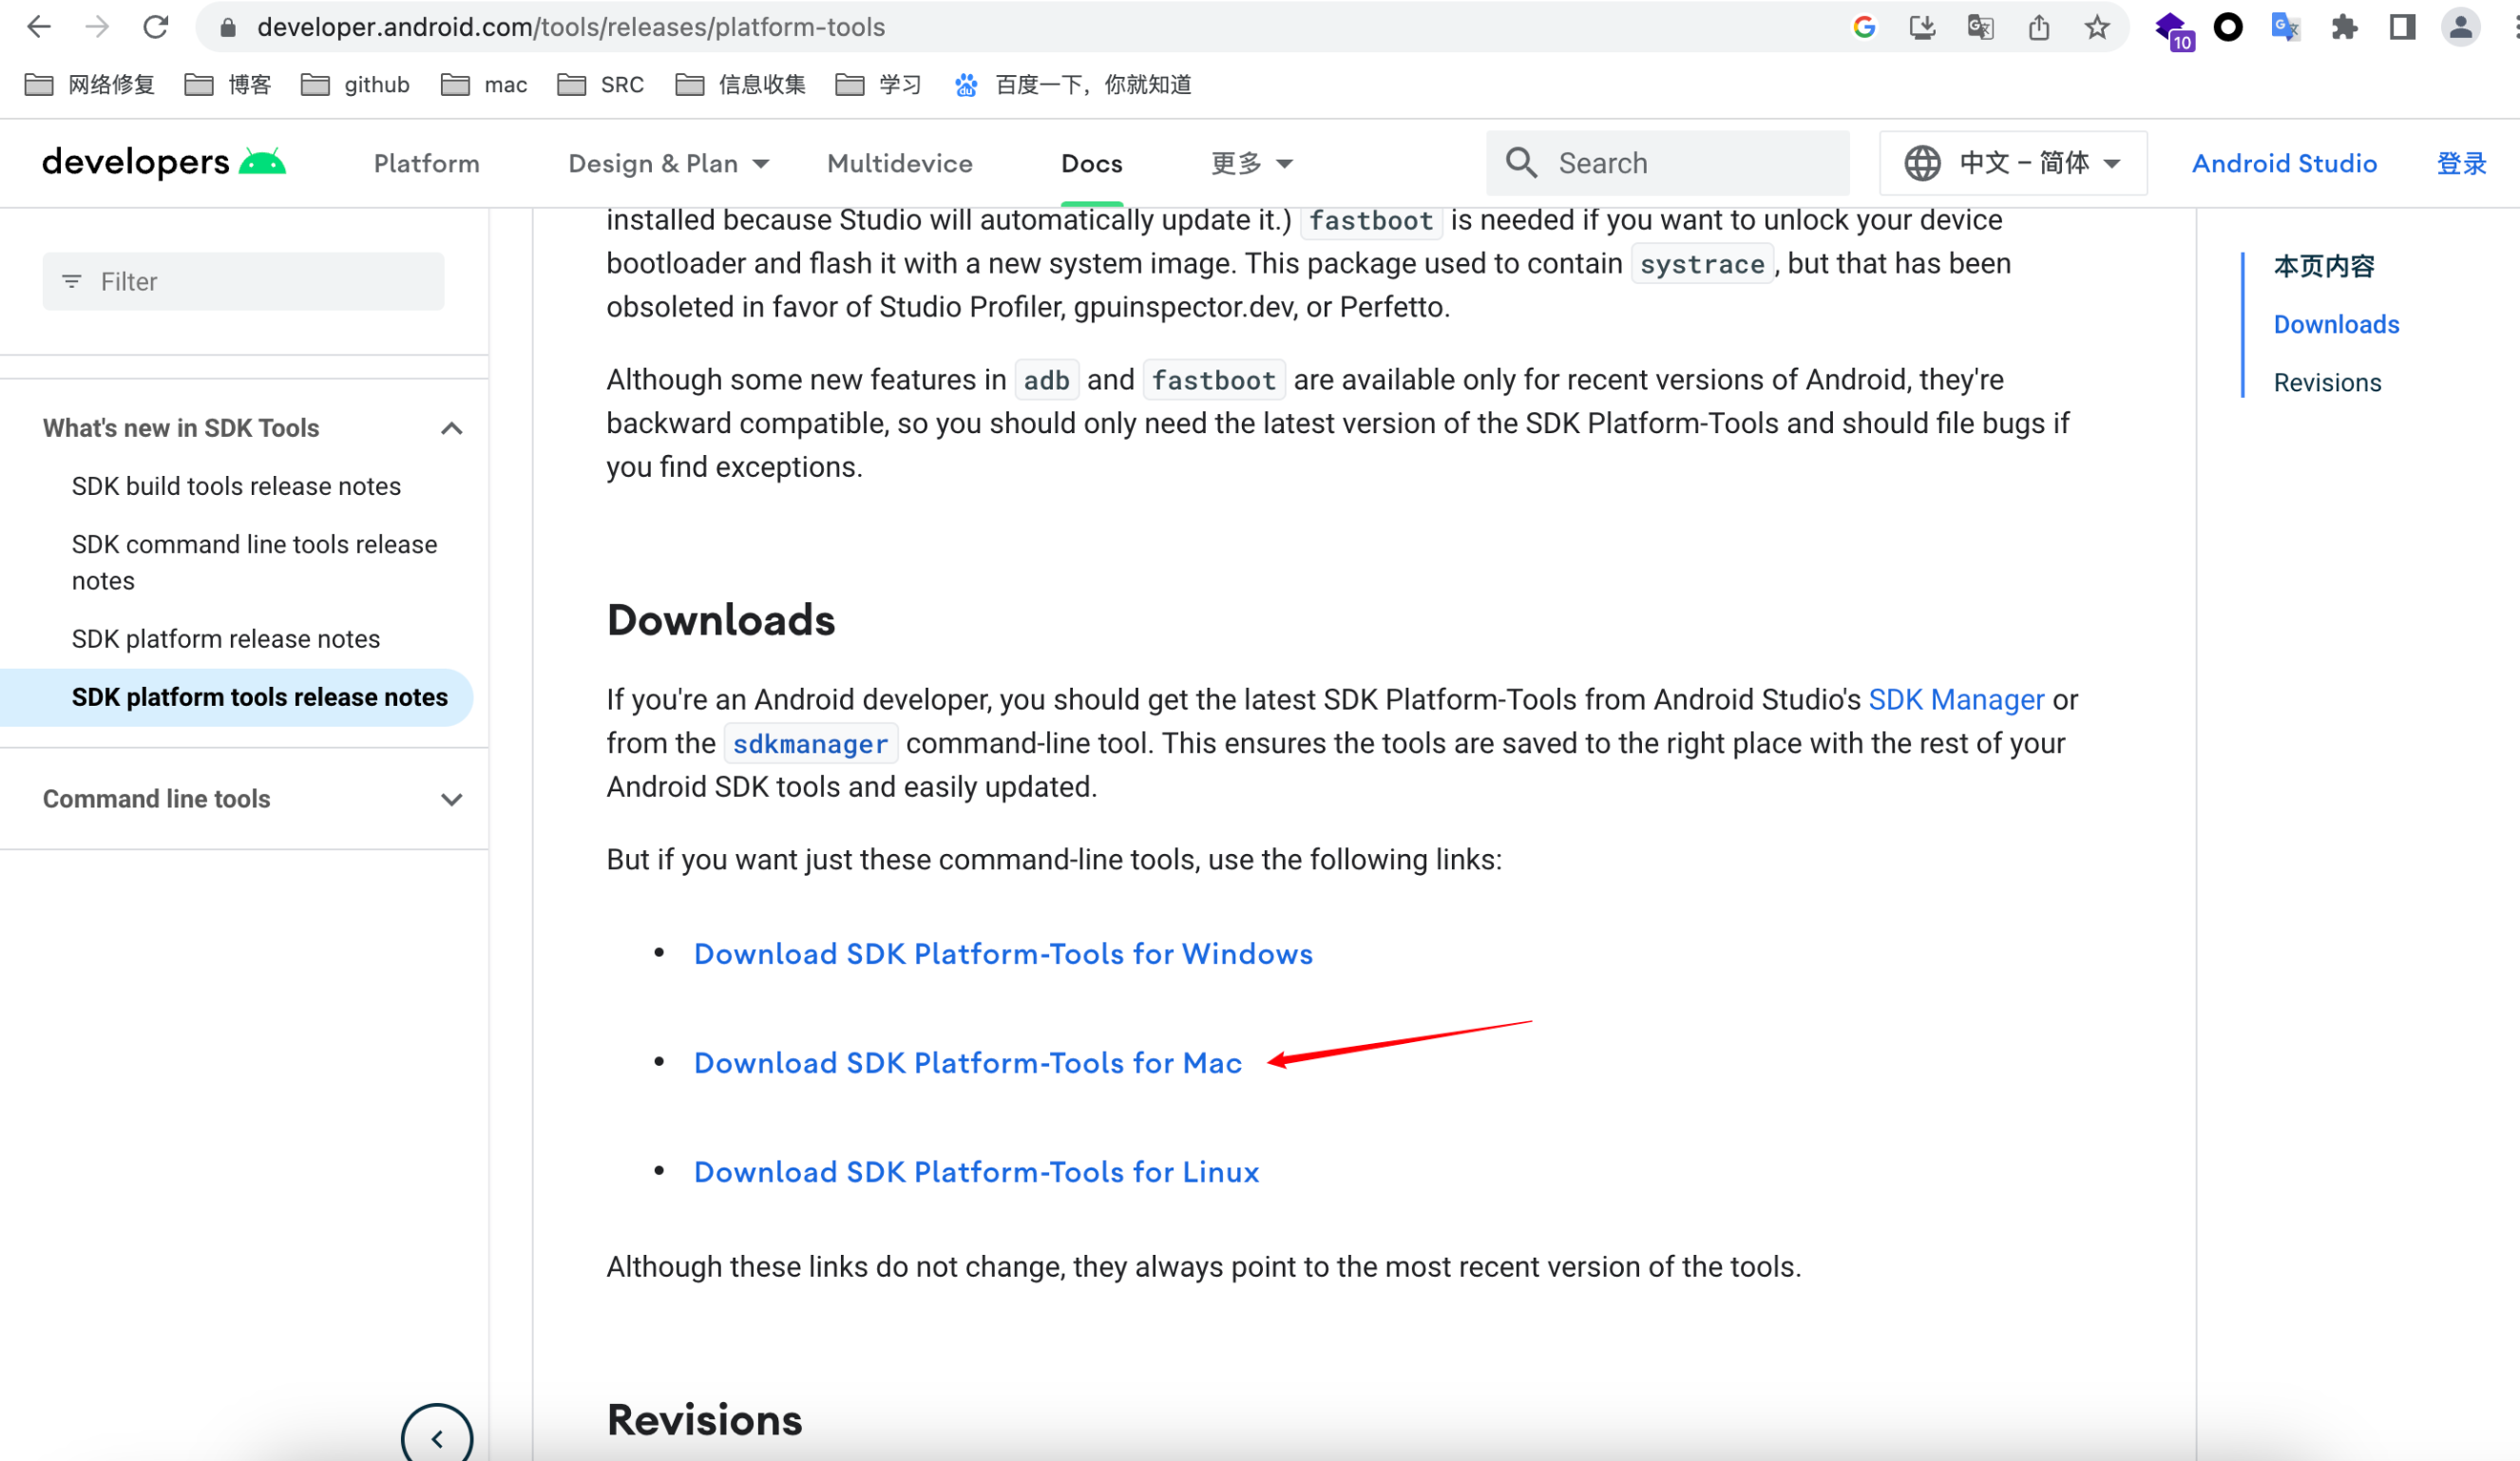 developer.android.com/tools/releases/platform-tools
10
网络修复 博客 github mac SRC 信息收集 学习 百度一下，你就知道
developers Platform Design & Plan Multidevice Docs 更多 Search 中文 – 简体 Android Studio 登录
Filter
What's new in SDK Tools
SDK build tools release notes
SDK command line tools release
notes
SDK platform release notes
SDK platform tools release notes
Command line tools
installed because Studio will automatically update it.) fastboot is needed if you want to unlock your device
bootloader and flash it with a new system image. This package used to contain systrace, but that has been
obsoleted in favor of Studio Profiler, gpuinspector.dev, or Perfetto.
Although some new features in adb and fastboot are available only for recent versions of Android, they're
backward compatible, so you should only need the latest version of the SDK Platform-Tools and should file bugs if
you find exceptions.
Downloads
If you're an Android developer, you should get the latest SDK Platform-Tools from Android Studio's SDK Manager or
from the sdkmanager command-line tool. This ensures the tools are saved to the right place with the rest of your
Android SDK tools and easily updated.
But if you want just these command-line tools, use the following links:
• Download SDK Platform-Tools for Windows
• Download SDK Platform-Tools for Mac
• Download SDK Platform-Tools for Linux
Although these links do not change, they always point to the most recent version of the tools.
Revisions
本页内容
Downloads
Revisions